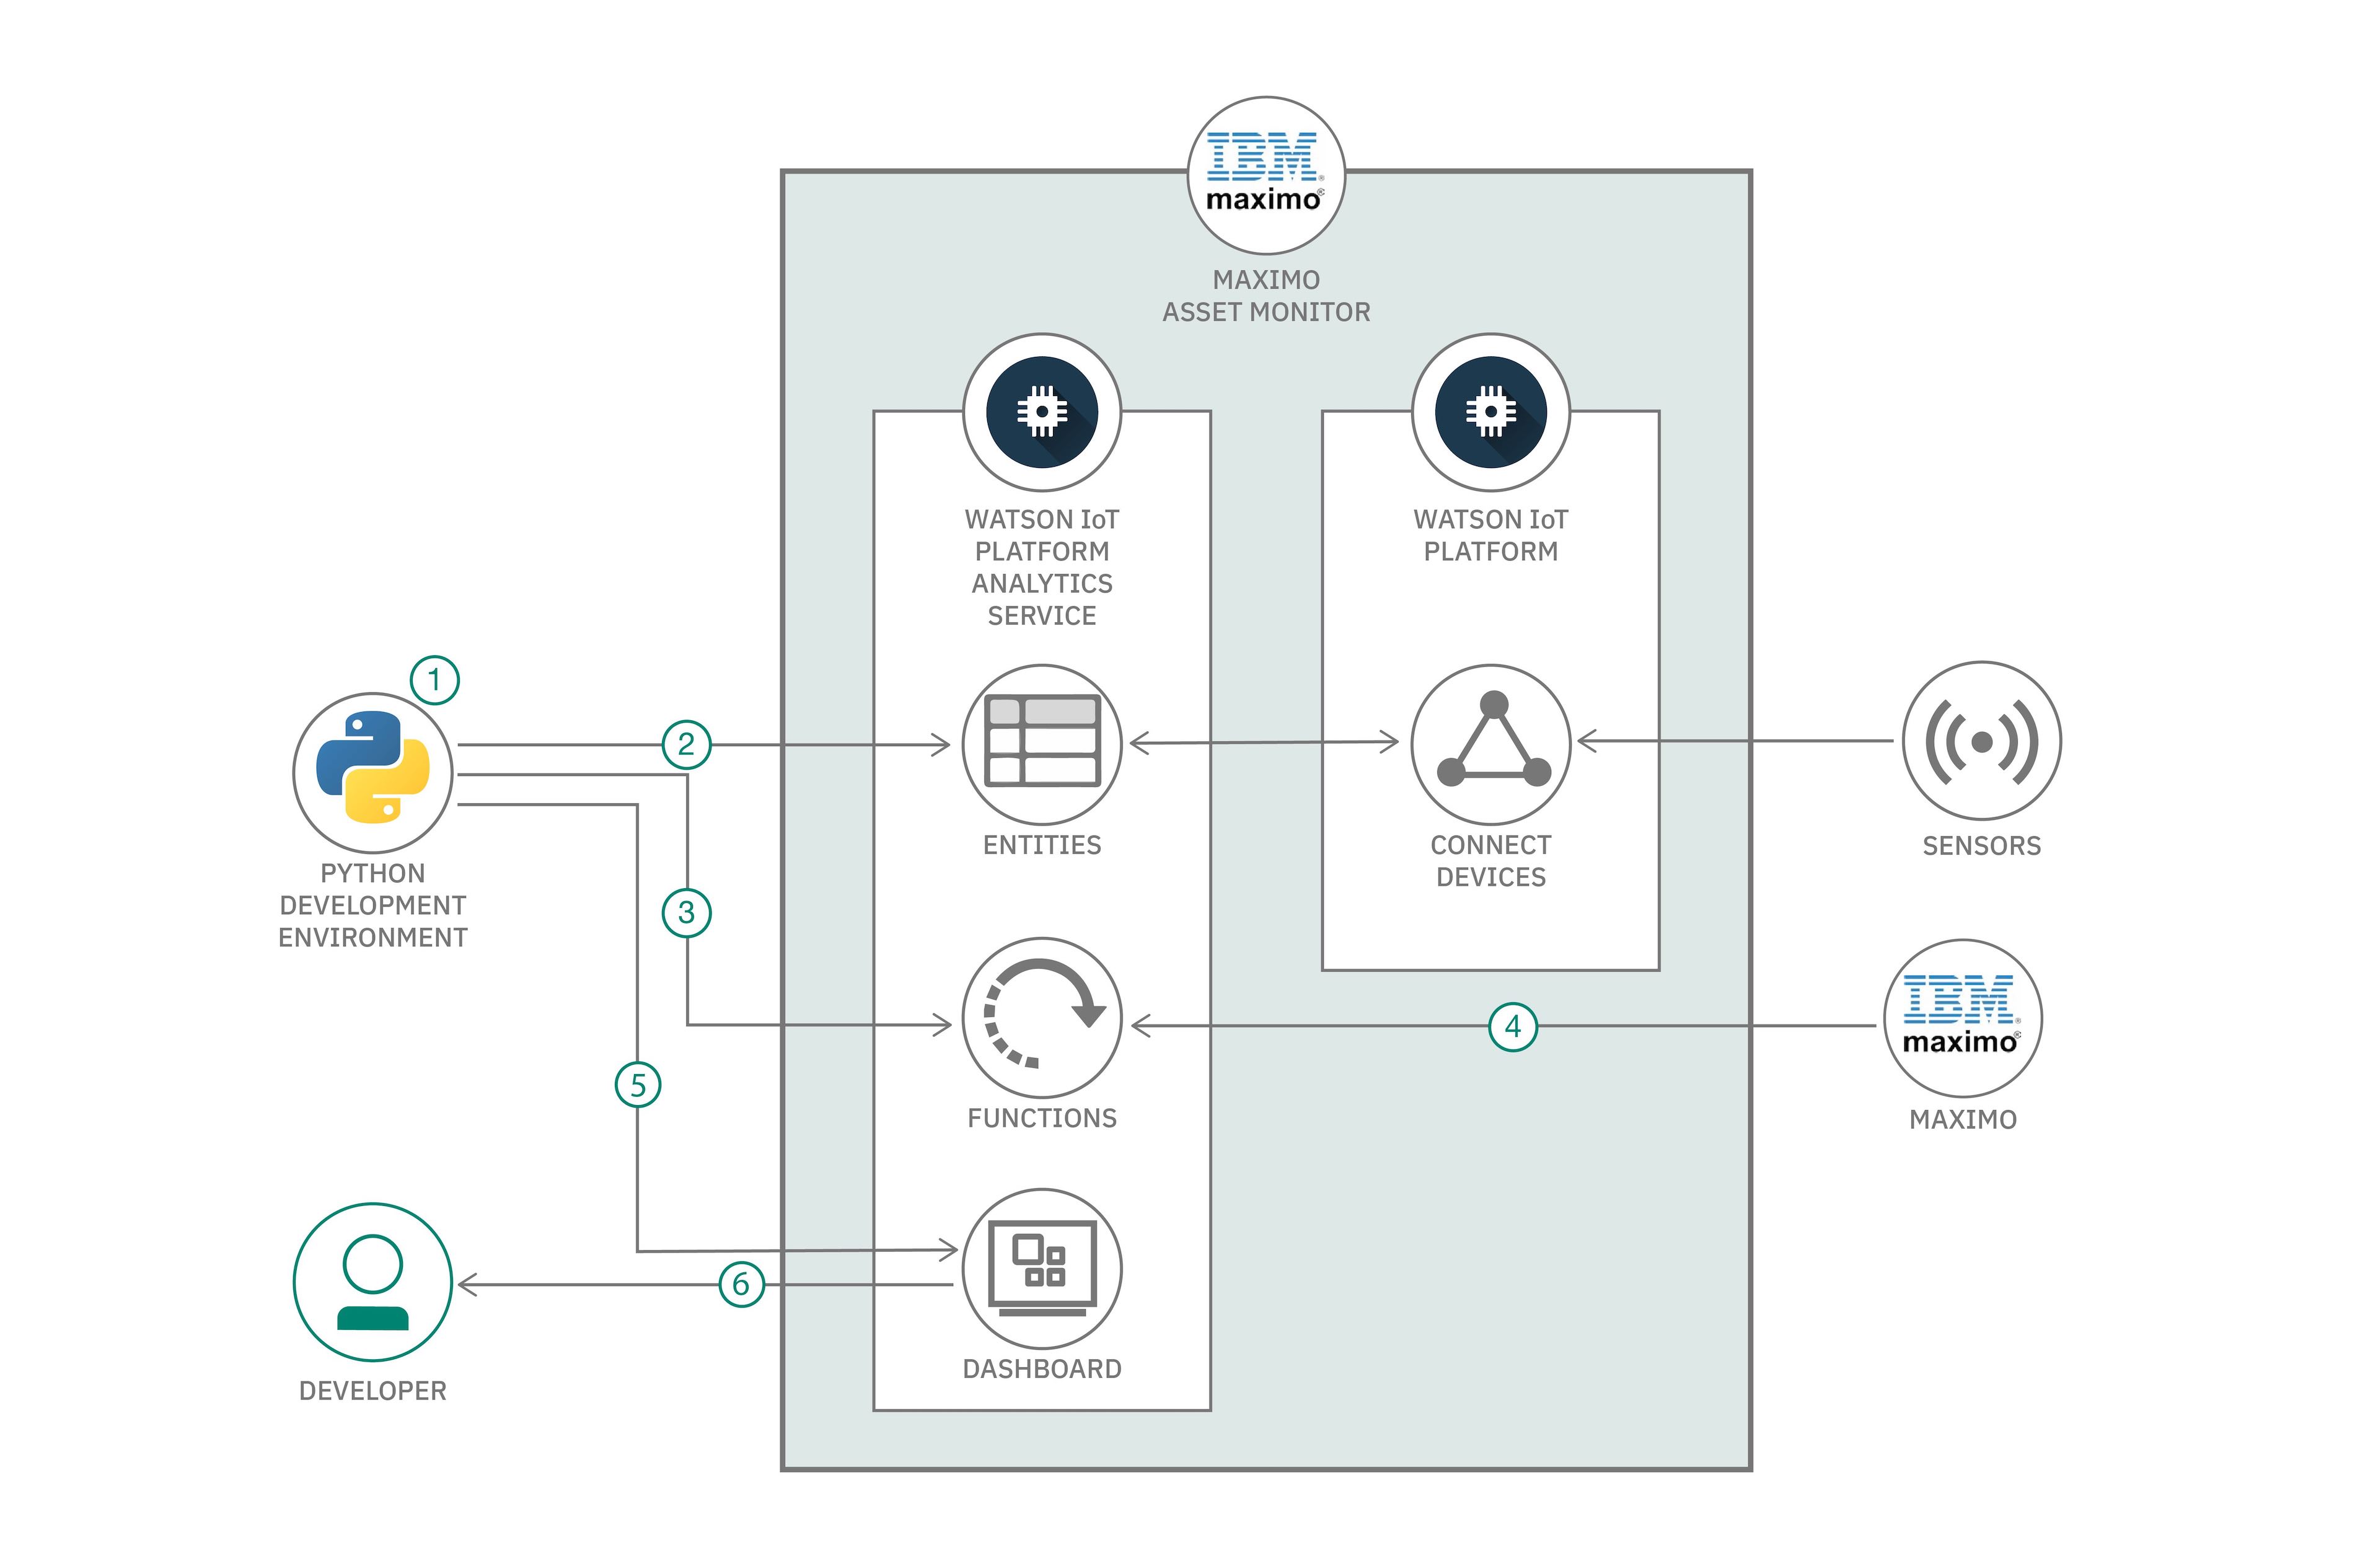 IBM®
maximo®
MAXIMO
ASSET MONITOR
WATSON IoT
PLATFORM
ANALYTICS
SERVICE
WATSON IoT
PLATFORM
1
2
3
4
5
6
PYTHON
DEVELOPMENT
ENVIRONMENT
ENTITIES
CONNECT
DEVICES
SENSORS
FUNCTIONS
IBM®
maximo®
MAXIMO
DASHBOARD
DEVELOPER